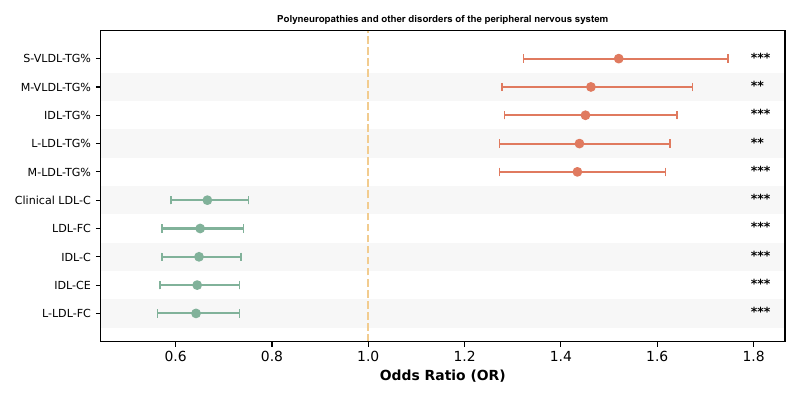 Polyneuropathies and other disorders of the peripheral nervous system
S-VLDL-TG% ***
M-VLDL-TG% **
IDL-TG% ***
L-LDL-TG% **
M-LDL-TG% ***
Clinical LDL-C ***
LDL-FC ***
IDL-C ***
IDL-CE ***
L-LDL-FC ***
0.6 0.8 1.0 1.2 1.4 1.6 1.8
Odds Ratio (OR)